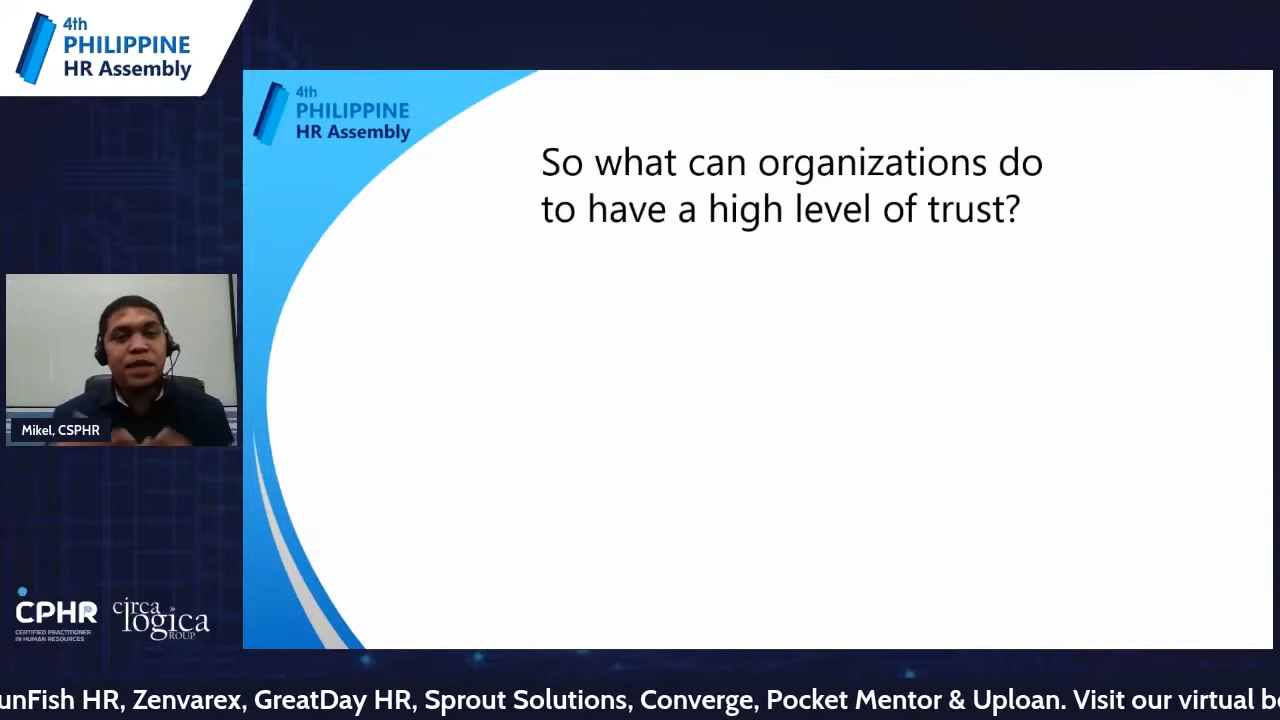 4th
PHILIPPINE
HR Assembly
4th
PHILIPPINE
HR Assembly
So what can organizations do
to have a high level of trust?
Mikel, CSPHR
CPHR
CERTIFIED PRACTITIONER
IN HUMAN RESOURCES
circa
logica
GROUP
unFish HR, Zenvarex, GreatDay HR, Sprout Solutions, Converge, Pocket Mentor & Uploan. Visit our virtual b